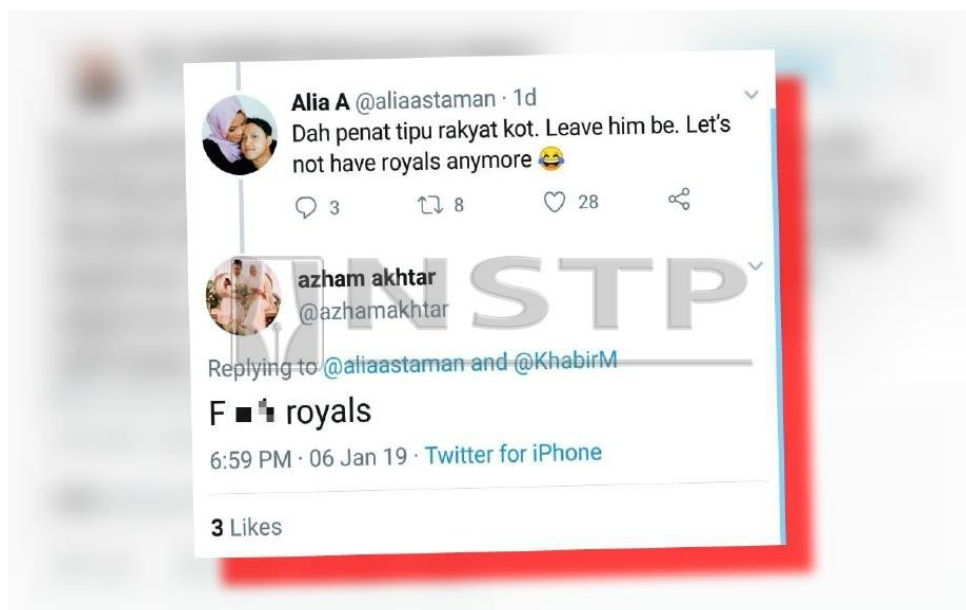 Alia A @aliaastaman · 1d
Dah penat tipu rakyat kot. Leave him be. Let's
not have royals anymore 😂
3 8 28
NSTP
azham akhtar
@azhamakhtar
Replying to @aliaastaman and @KhabirM
F royals
6:59 PM · 06 Jan 19 · Twitter for iPhone
3 Likes